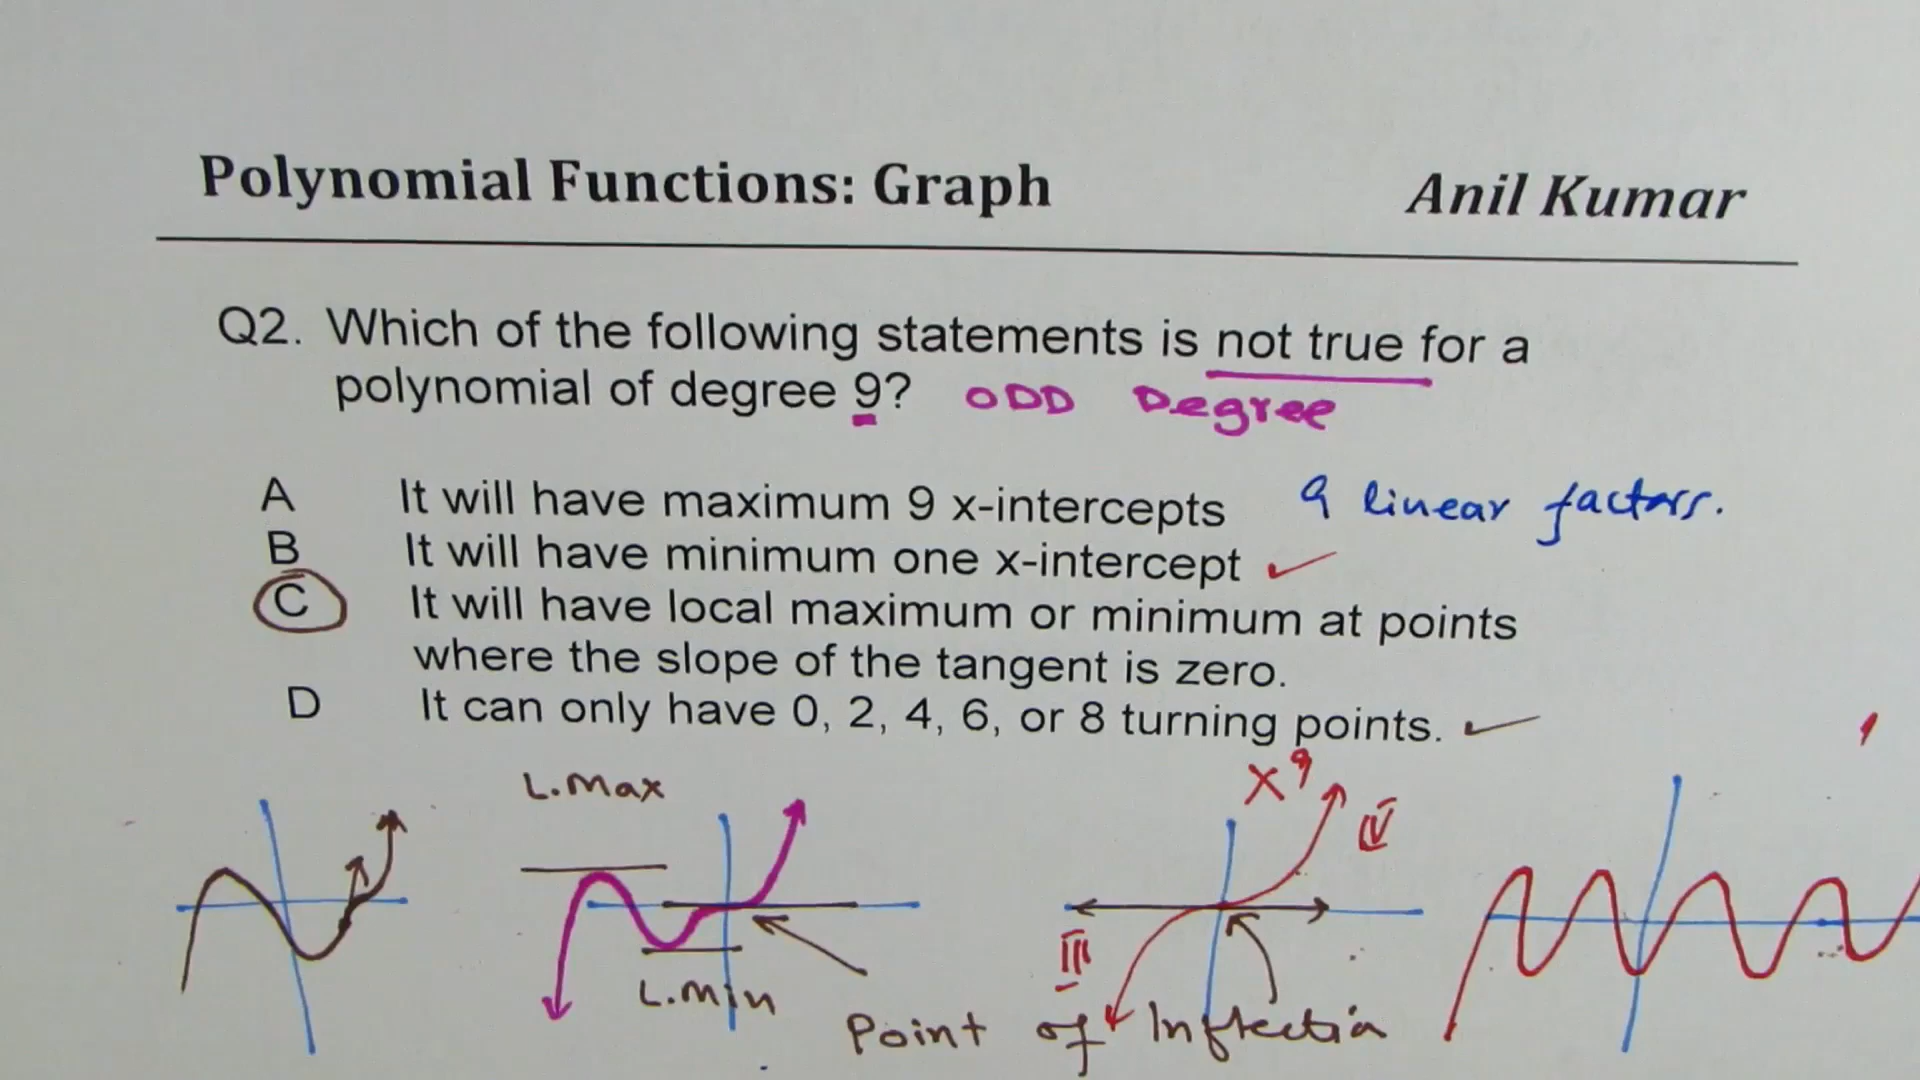 Polynomial Functions: Graph Anil Kumar
Q2. Which of the following statements is not true for a
polynomial of degree 9? ODD Degree
A It will have maximum 9 x-intercepts 9 linear factors.
B It will have minimum one x-intercept
C It will have local maximum or minimum at points
where the slope of the tangent is zero.
D It can only have 0, 2, 4, 6, or 8 turning points.
L.Max
X⁹
III
L.Min
Point of Inflection